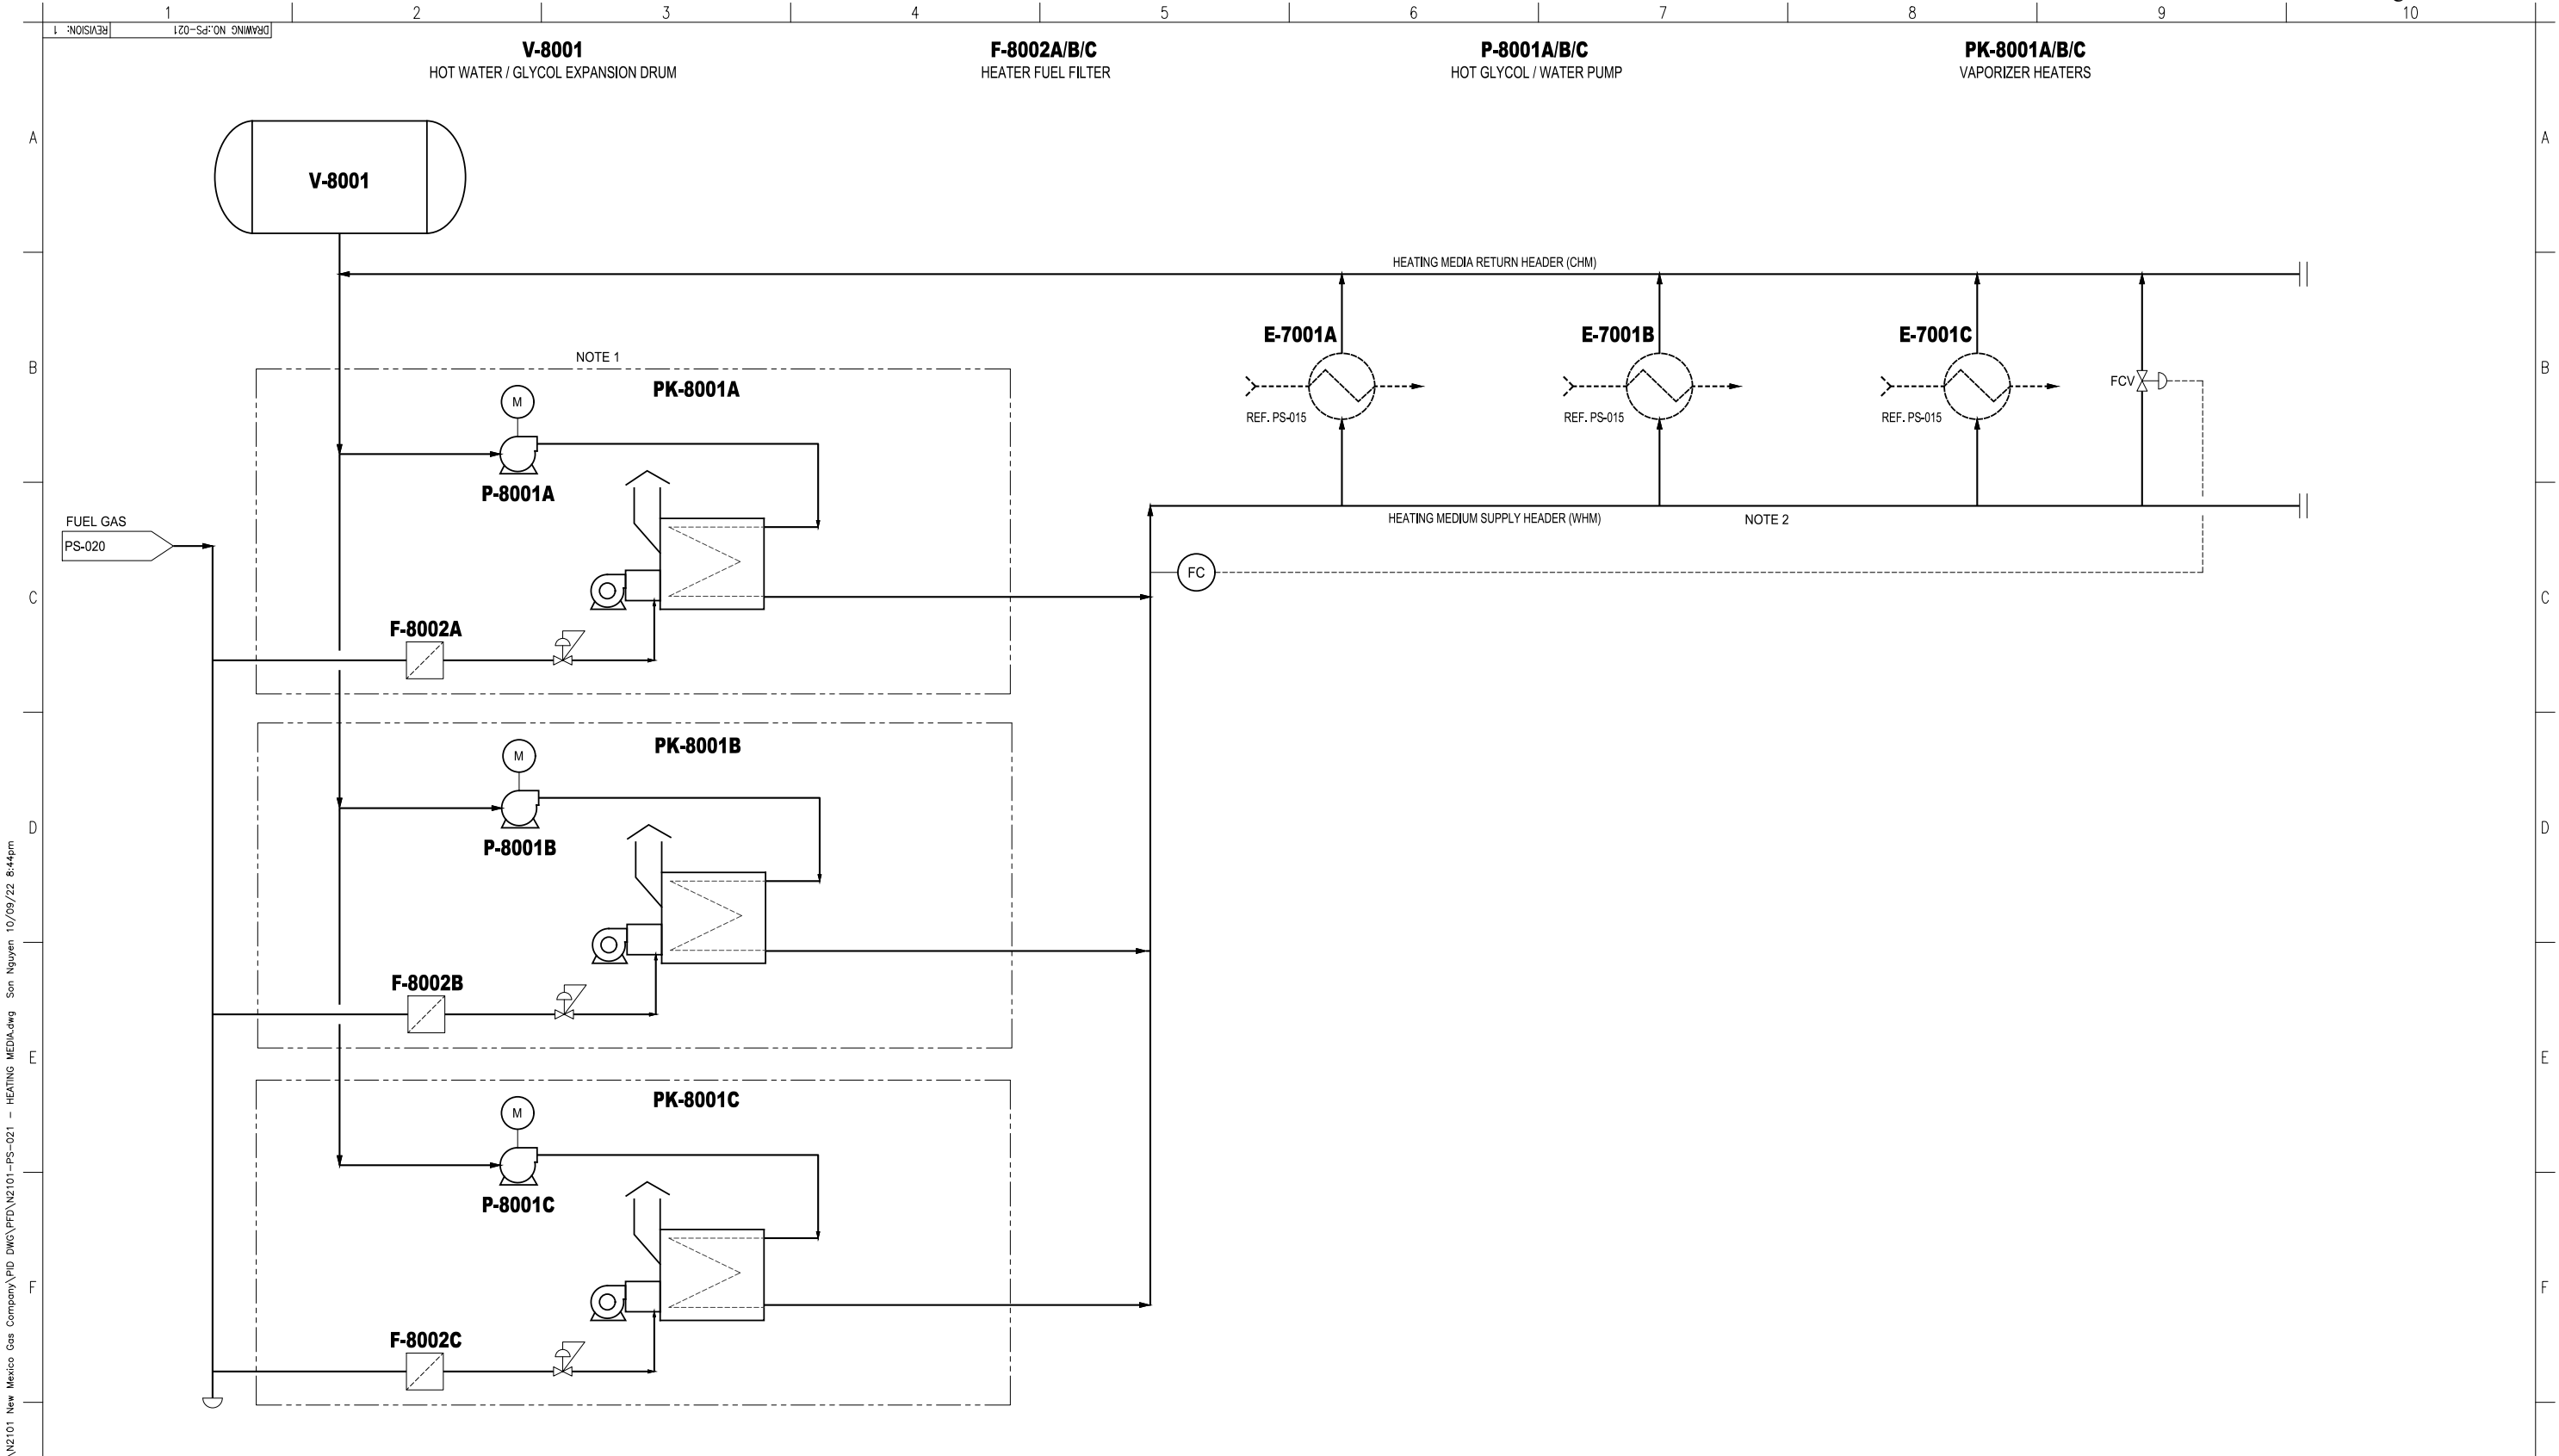 1 2 3 4 5 6 7 8 9 10
REVISION: 1 DRAWING NO.:PS-021
V-8001
HOT WATER / GLYCOL EXPANSION DRUM
F-8002A/B/C
HEATER FUEL FILTER
P-8001A/B/C
HOT GLYCOL / WATER PUMP
PK-8001A/B/C
VAPORIZER HEATERS
A A
V-8001
HEATING MEDIA RETURN HEADER (CHM)
E-7001A E-7001B E-7001C
B B
NOTE 1
PK-8001A
M
FCV
REF. PS-015 REF. PS-015 REF. PS-015
P-8001A
HEATING MEDIUM SUPPLY HEADER (WHM) NOTE 2
FUEL GAS
PS-020
FC
C C
F-8002A
PK-8001B
M
D D
P-8001B
F-8002B
E E
PK-8001C
M
P-8001C
F F
F-8002C
\N2101 New Mexico Gas Company\PID DWG\PFD\N2101-PS-021 - HEATING MEDIA.dwg Son Nguyen 10/09/22 8:44pm